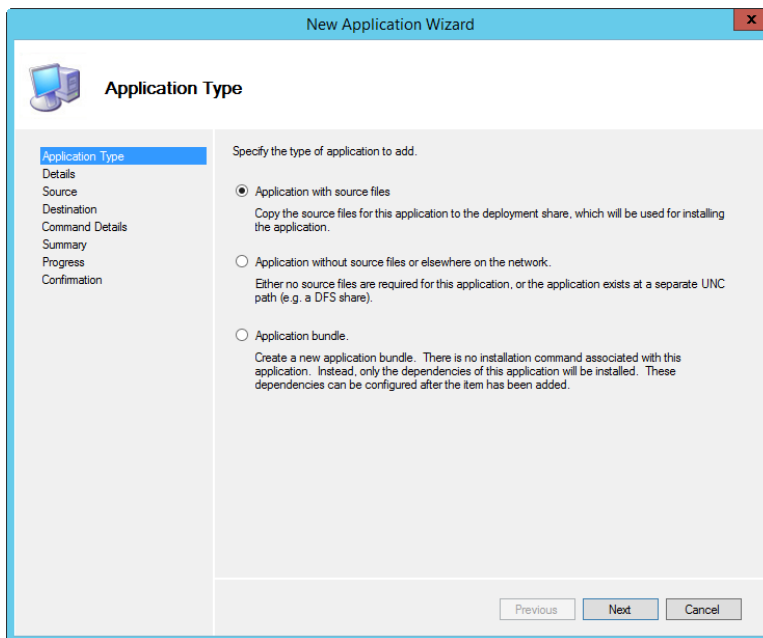 New Application Wizard
x
Application Type
Application Type
Details
Source
Destination
Command Details
Summary
Progress
Confirmation
Specify the type of application to add.
Application with source files
Copy the source files for this application to the deployment share, which will be used for installing
the application.
Application without source files or elsewhere on the network.
Either no source files are required for this application, or the application exists at a separate UNC
path (e.g. a DFS share).
Application bundle.
Create a new application bundle. There is no installation command associated with this
application. Instead, only the dependencies of this application will be installed. These
dependencies can be configured after the item has been added.
Previous
Next
Cancel